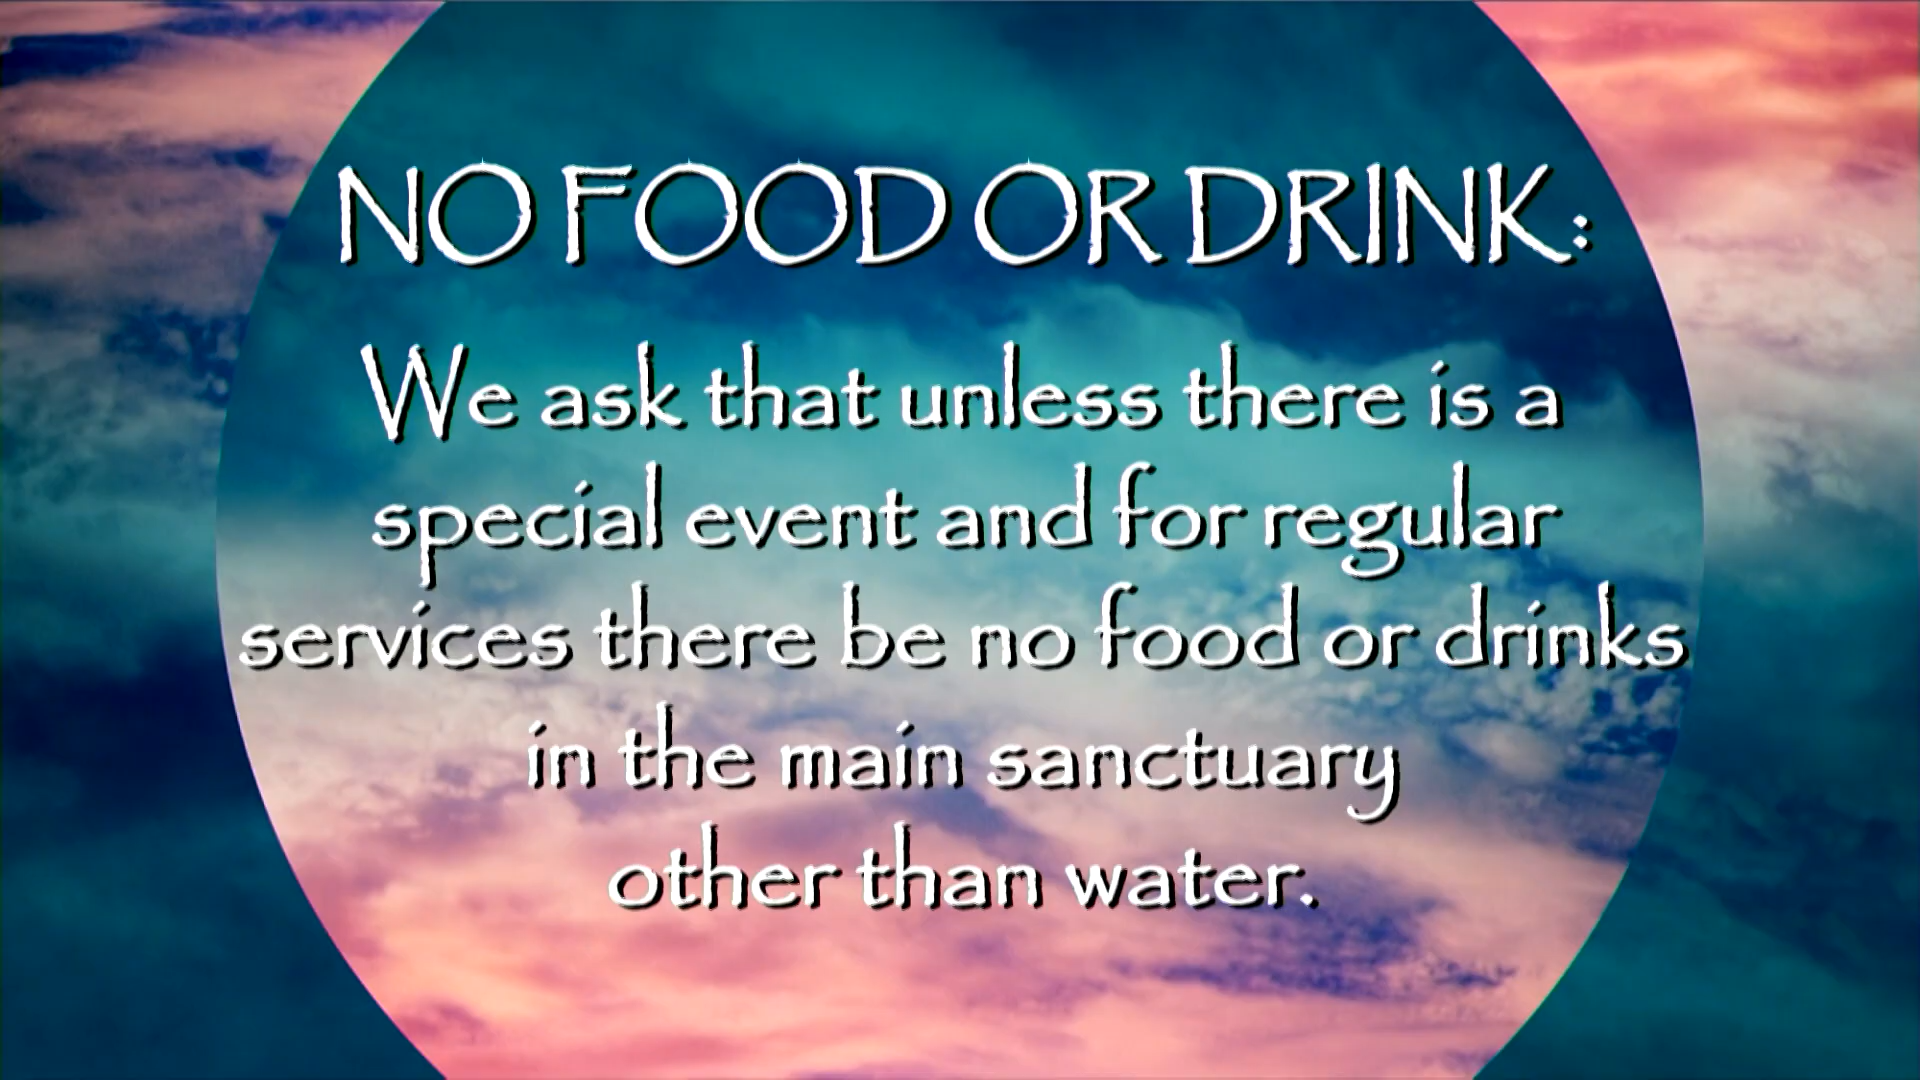 NO FOOD OR DRINK:
We ask that unless there is a
special event and for regular
services there be no food or drinks
in the main sanctuary
other than water.